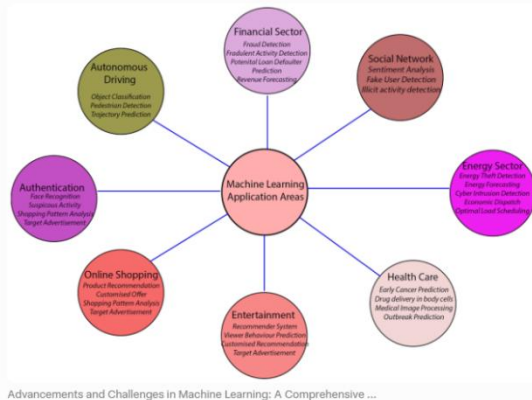 Financial Sector
Fraud Detection
Fradulent Activity Detection
Potenital Loan Defaulter
Prediction
Revenue Forecasting
Social Network
Sentiment Analysis
Fake User Detection
Illicit activity detection
Autonomous
Driving
Object Classification
Pedestrian Detection
Trajectory Prediction
Energy Sector
Energy Theft Detection
Energy Forecasting
Cyber Intrusion Detection
Economic Dispatch
Optimal Load Scheduling
Machine Learning
Application Areas
Authentication
Face Recognition
Suspicious Activity
Shopping Pattern Analysis
Target Advertisement
Health Care
Early Cancer Prediction
Drug delivery in body cells
Medical Image Processing
Outbreak Prediction
Online Shopping
Product Recommendation
Customised Offer
Shopping Pattern Analysis
Target Advertisement
Entertainment
Recommender System
Viewer Behaviour Prediction
Customised Recommendation
Target Advertisement
Advancements and Challenges in Machine Learning: A Comprehensive ...